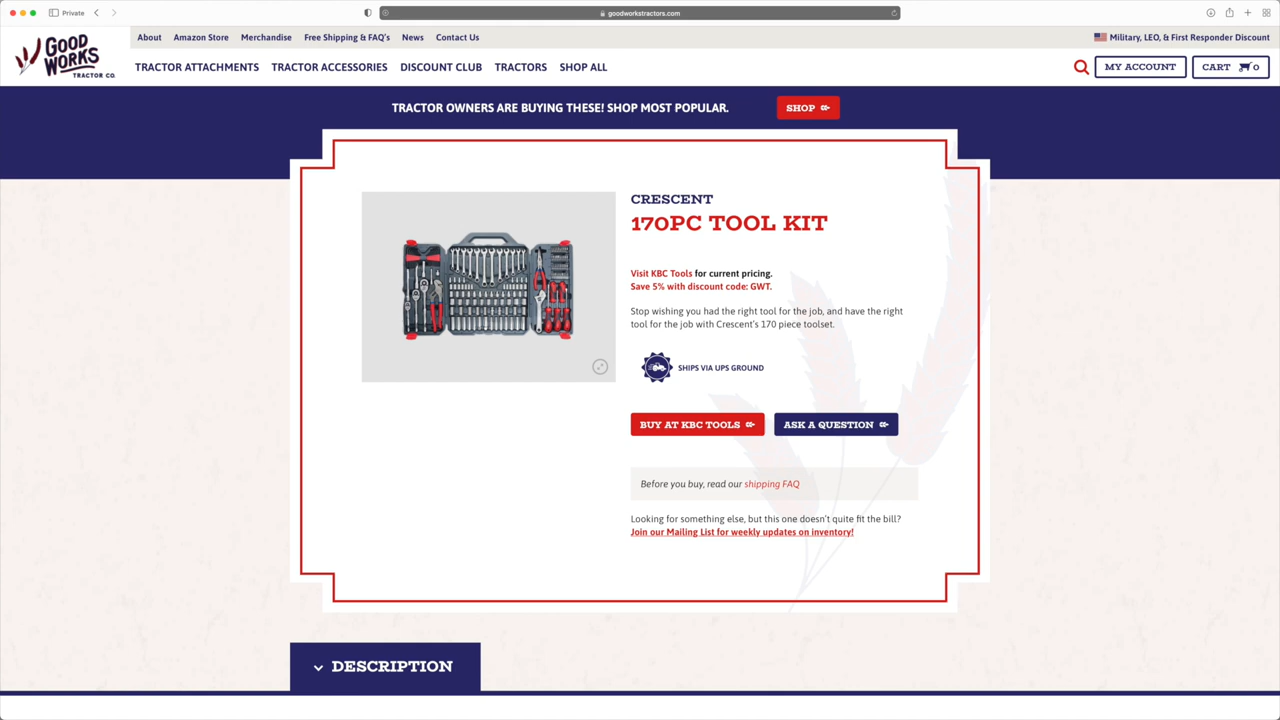 Private
goodworkstractors.com
GOOD
WORKS
TRACTOR CO.
About Amazon Store Merchandise Free Shipping & FAQ's News Contact Us
Military, LEO, & First Responder Discount
TRACTOR ATTACHMENTS TRACTOR ACCESSORIES DISCOUNT CLUB TRACTORS SHOP ALL
MY ACCOUNT CART 0
TRACTOR OWNERS ARE BUYING THESE! SHOP MOST POPULAR. SHOP
CRESCENT
170PC TOOL KIT
Visit KBC Tools for current pricing.
Save 5% with discount code: GWT.
Stop wishing you had the right tool for the job, and have the right
tool for the job with Crescent's 170 piece toolset.
SHIPS VIA UPS GROUND
BUY AT KBC TOOLS ASK A QUESTION
Before you buy, read our shipping FAQ
Looking for something else, but this one doesn't quite fit the bill?
Join our Mailing List for weekly updates on inventory!
DESCRIPTION